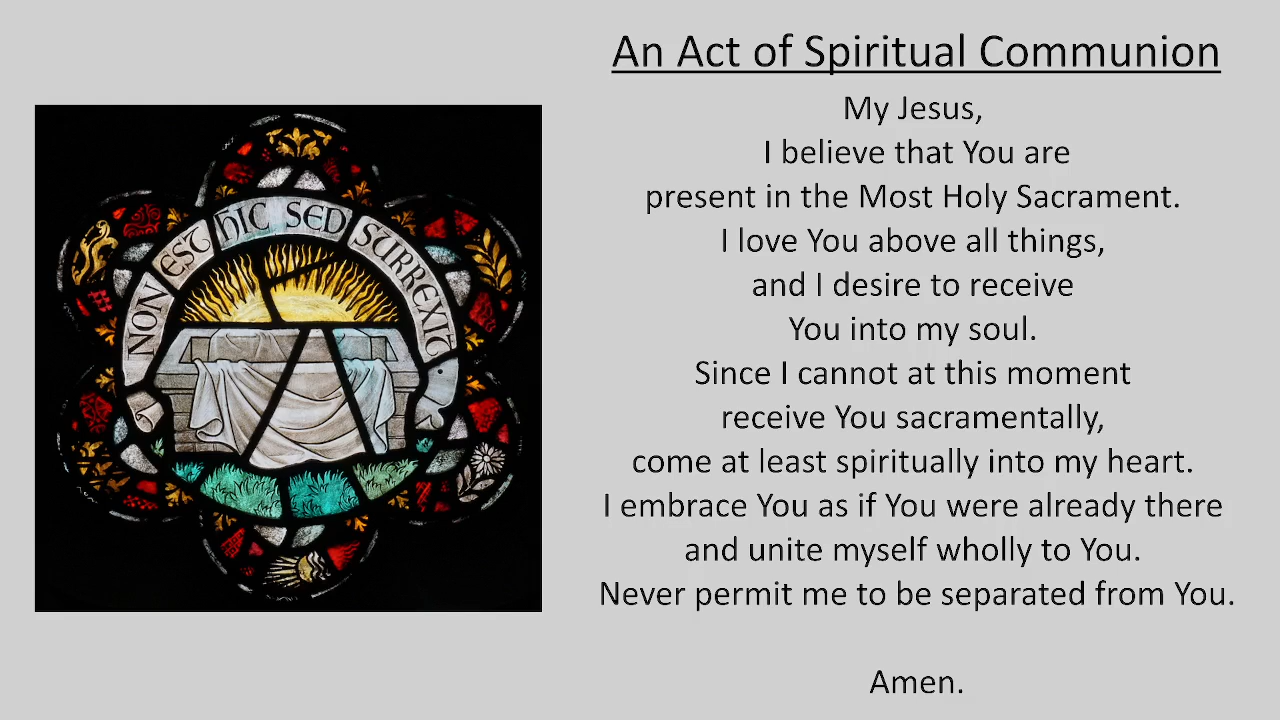 An Act of Spiritual Communion
NON EST HIC SED SURREXIT
My Jesus,
I believe that You are
present in the Most Holy Sacrament.
I love You above all things,
and I desire to receive
You into my soul.
Since I cannot at this moment
receive You sacramentally,
come at least spiritually into my heart.
I embrace You as if You were already there
and unite myself wholly to You.
Never permit me to be separated from You.
Amen.